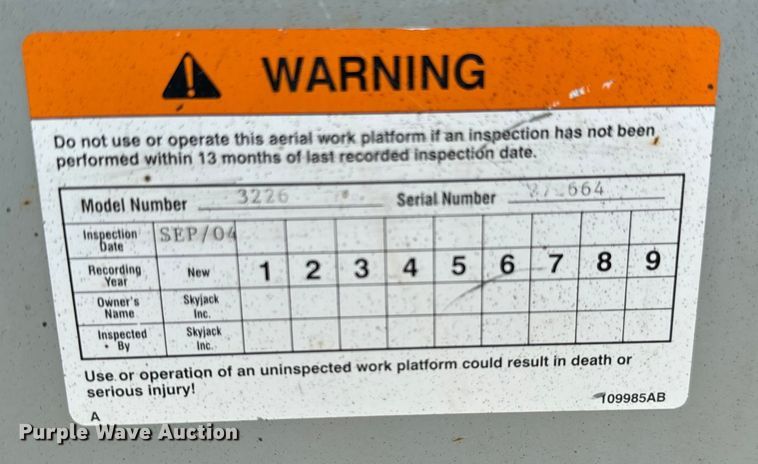 WARNING
Do not use or operate this aerial work platform if an inspection has not been
performed within 13 months of last recorded inspection date.
Model Number 3226 Serial Number 664
Inspection Date SEP/04
Recording Year New 1 2 3 4 5 6 7 8 9
Owner's Name Skyjack Inc.
Inspected By Skyjack Inc.
Use or operation of an uninspected work platform could result in death or
serious injury!
109985AB
A
Purple Wave Auction